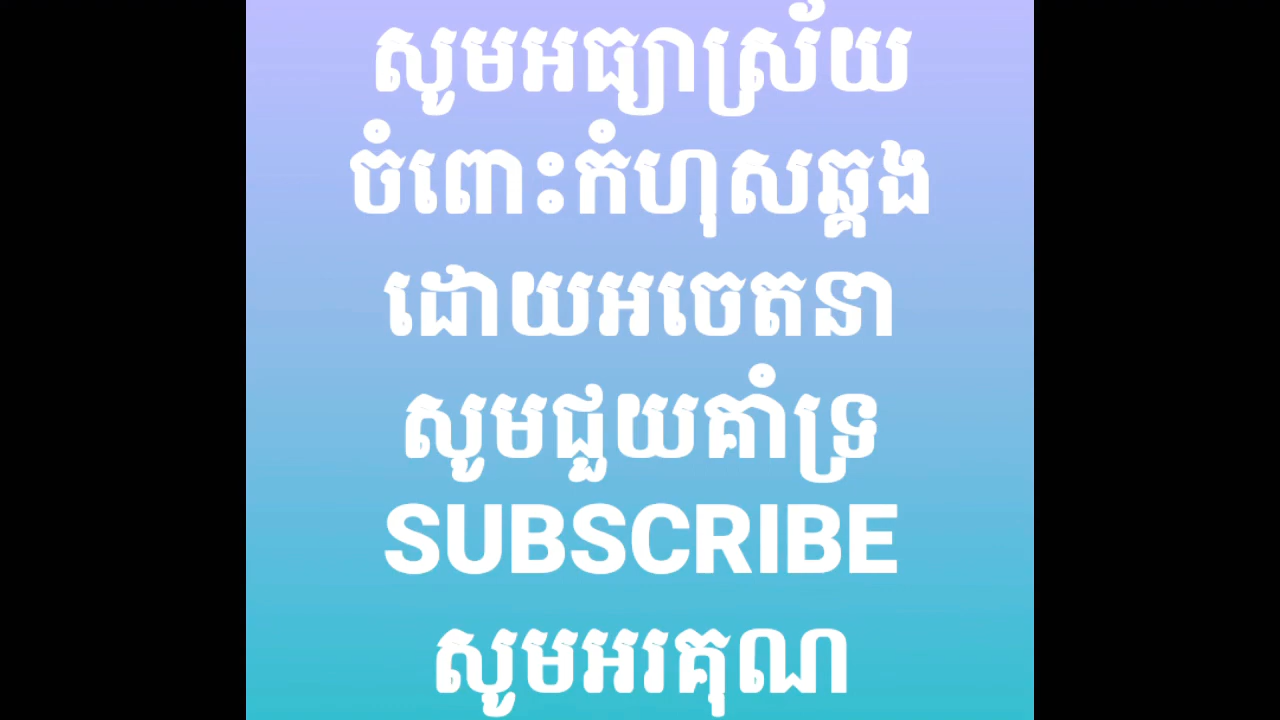 សូមអធ្យាស្រ័យ
ចំពោះកំហុសឆ្គង
ដោយអចេតនា
សូមជួយគាំទ្រ
SUBSCRIBE
សូមអរគុណ